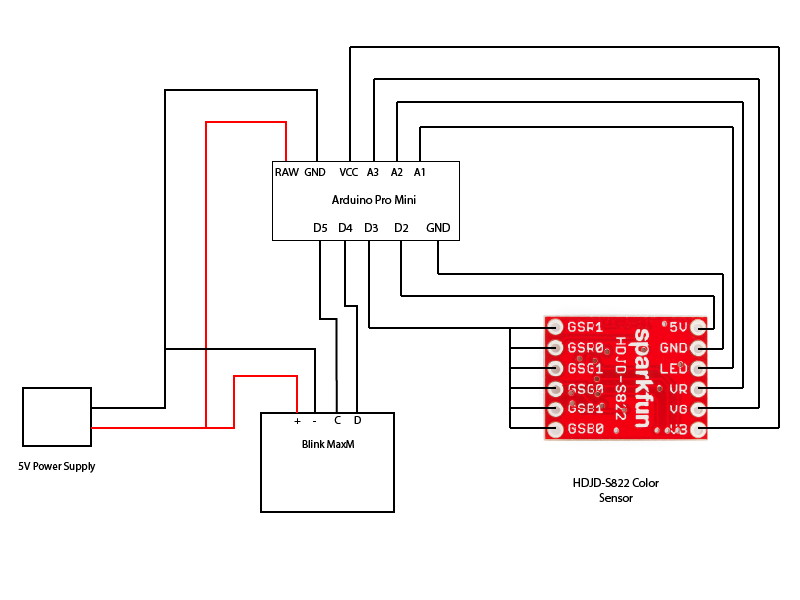 RAW GND VCC A3 A2 A1
Arduino Pro Mini
D5 D4 D3 D2 GND
GSR1
GSR0
GSG1
GSG0
GSB1
GSB0
HDJD-S822
sparkfun
5V
GND
LED
VR
VG
VB
+ - C D
Blink MaxM
5V Power Supply
HDJD-S822 Color
Sensor